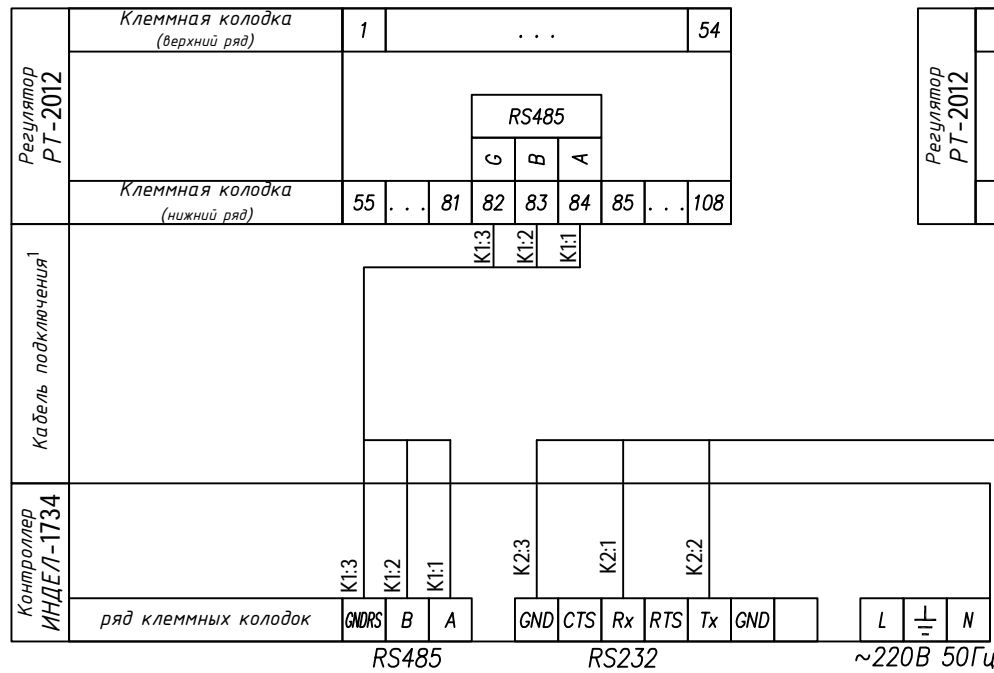 Клеммная колодка
(верхний ряд)
1 . . . 54
Регулятор
РТ-2012
Регулятор
РТ-2012
RS485
G B A
Клеммная колодка
(нижний ряд)
55 . . . 81 82 83 84 85 . . . 108
K1:3 K1:2 K1:1
Кабель подключения1
Контроллер
ИНДЕЛ-1734
K1:3 K1:2 K1:1 K2:3 K2:1 K2:2
ряд клеммных колодок GNDRS B A GND CTS Rx RTS Tx GND L N
RS485 RS232 ~220В 50Гц